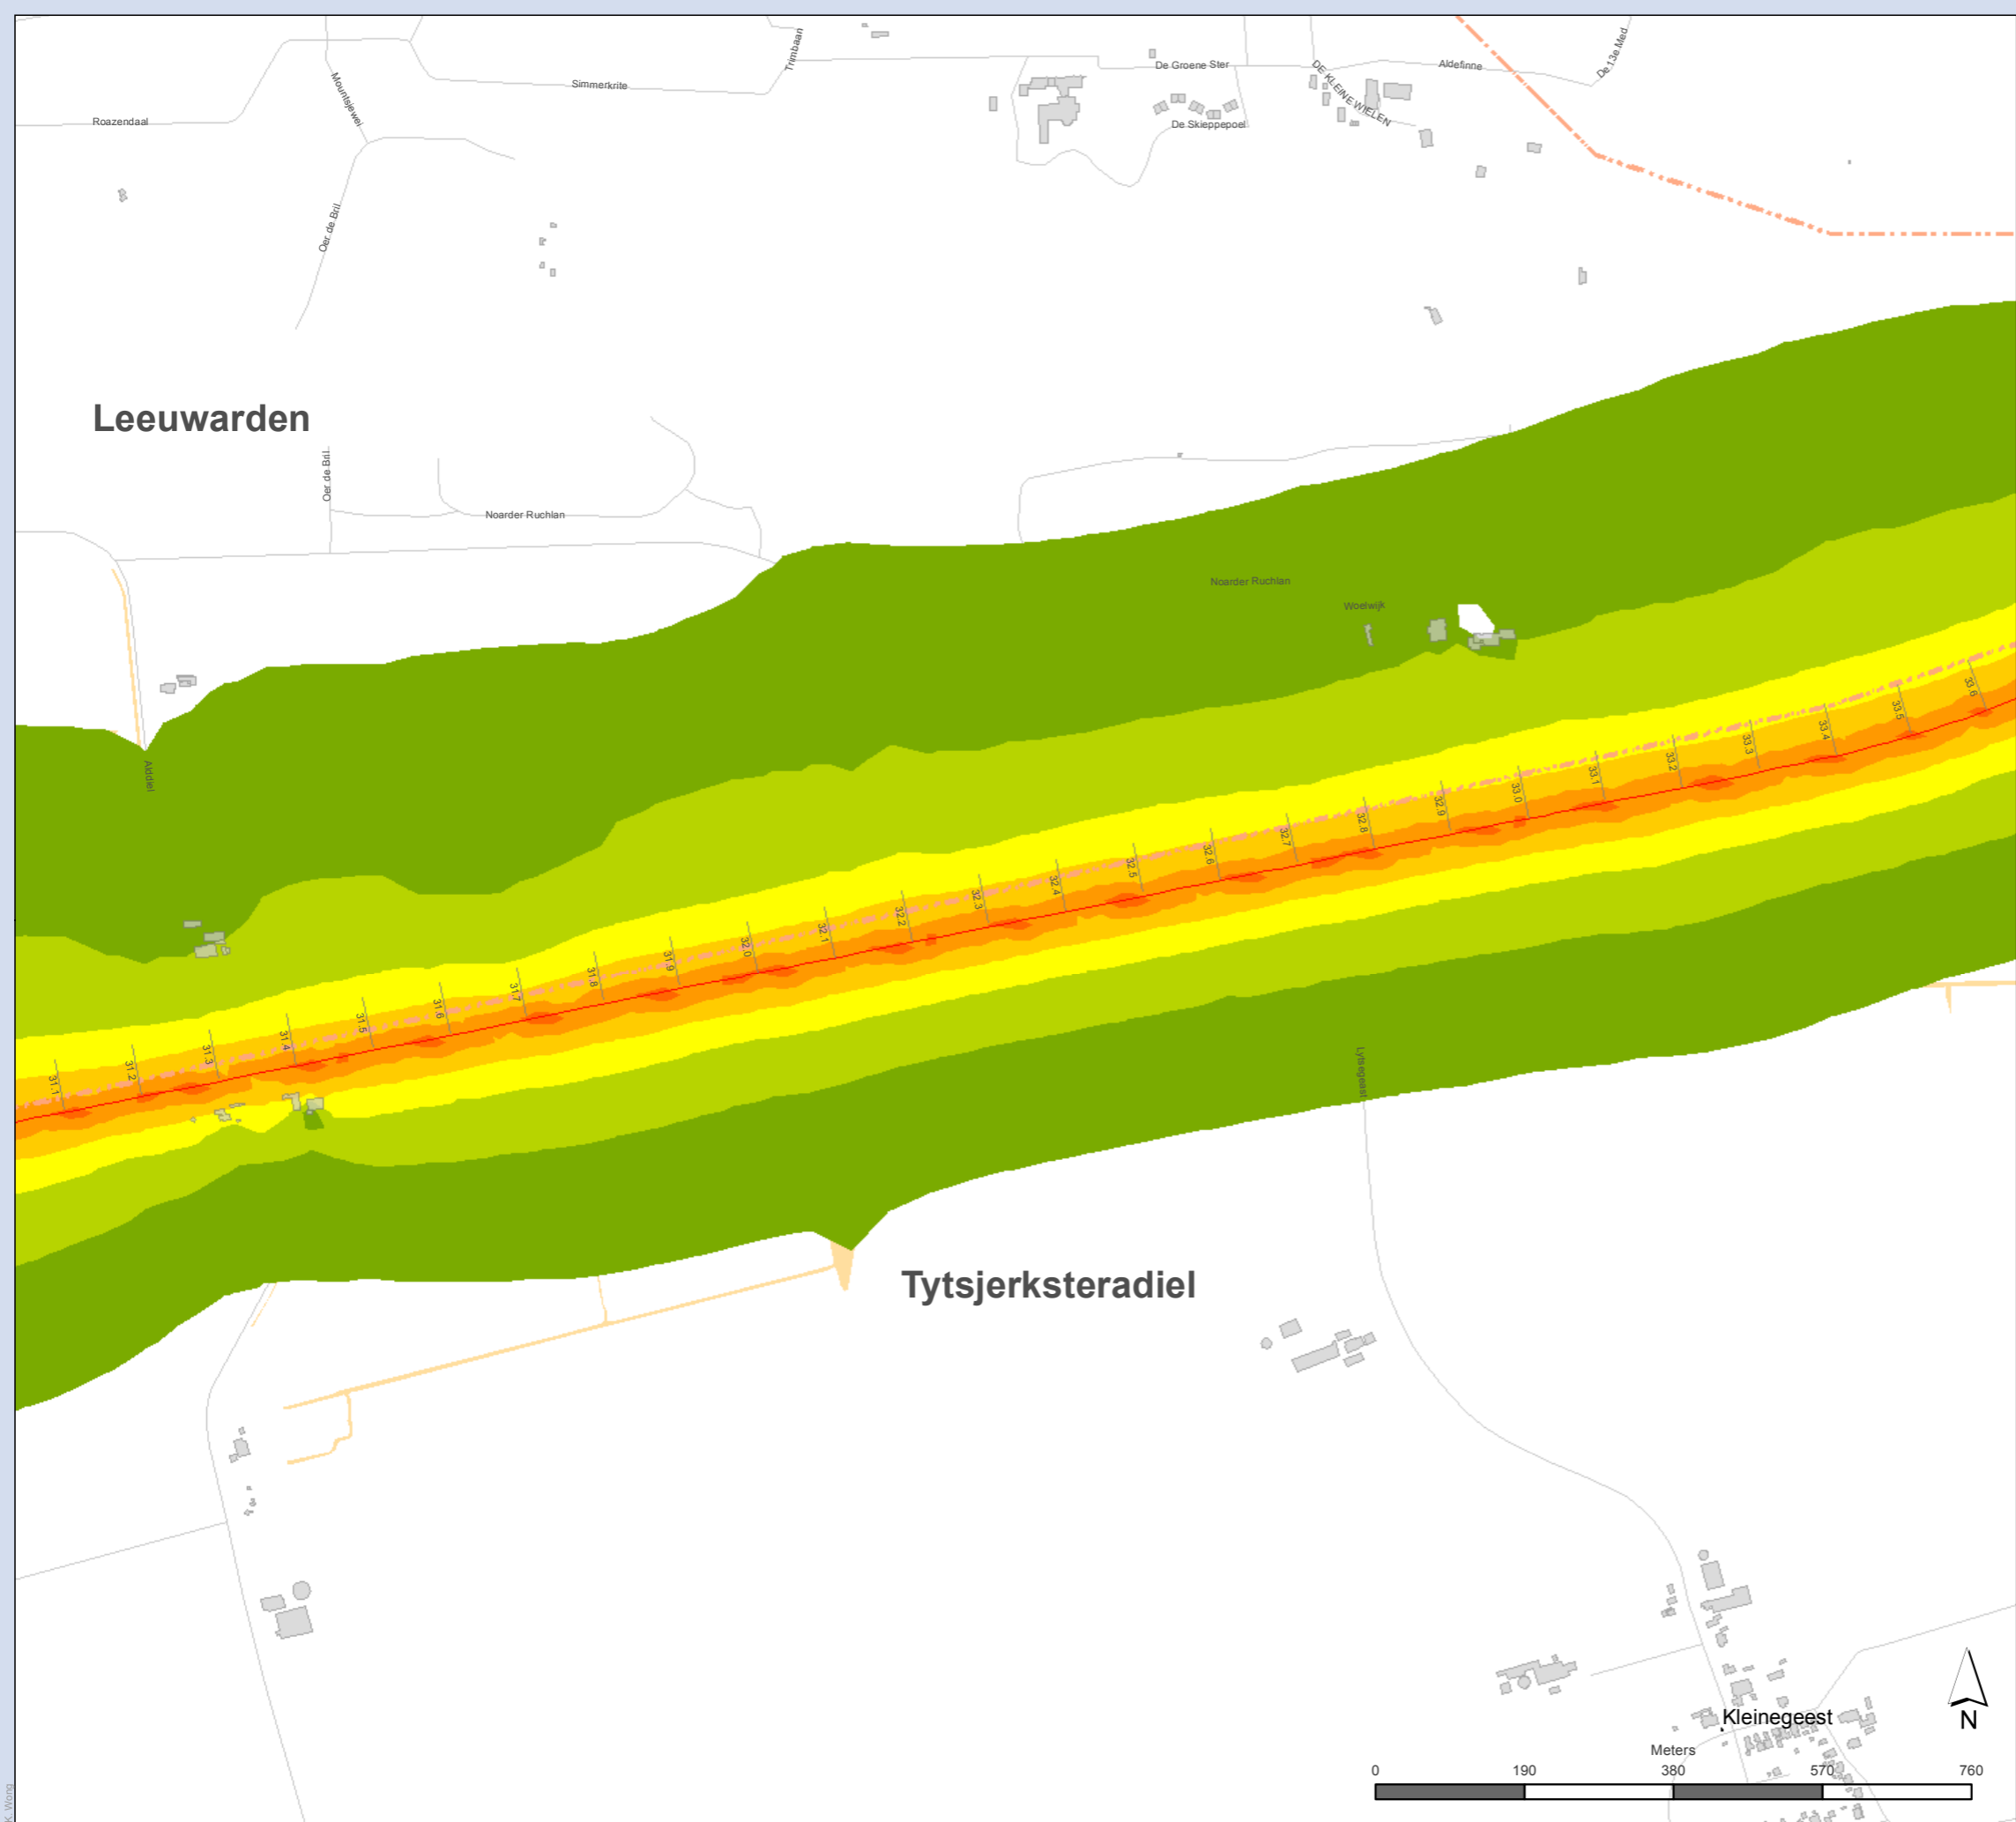 Trimbaan
De 13e Med
De Groene Ster
Aldefinne
Simmerkrite
Mountsjewei
DE KLEINE WIELEN
Roazendaal
De Skieppepoel
Oer de Bril
Leeuwarden
Oer de Bril
Noarder Ruchlan
Noarder Ruchlan
Woelwijk
Alddiel
33.6
33.5
33.4
33.3
33.2
33.1
33.0
32.9
32.8
32.7
32.6
32.5
32.4
32.3
32.2
32.1
32.0
31.9
31.8
31.7
31.6
31.5
31.4
31.3
31.2
31.1
Lytsegeast
Tytsjerksteradiel
Kleinegeest
N
Meters
0 190 380 570 760
K. Wong